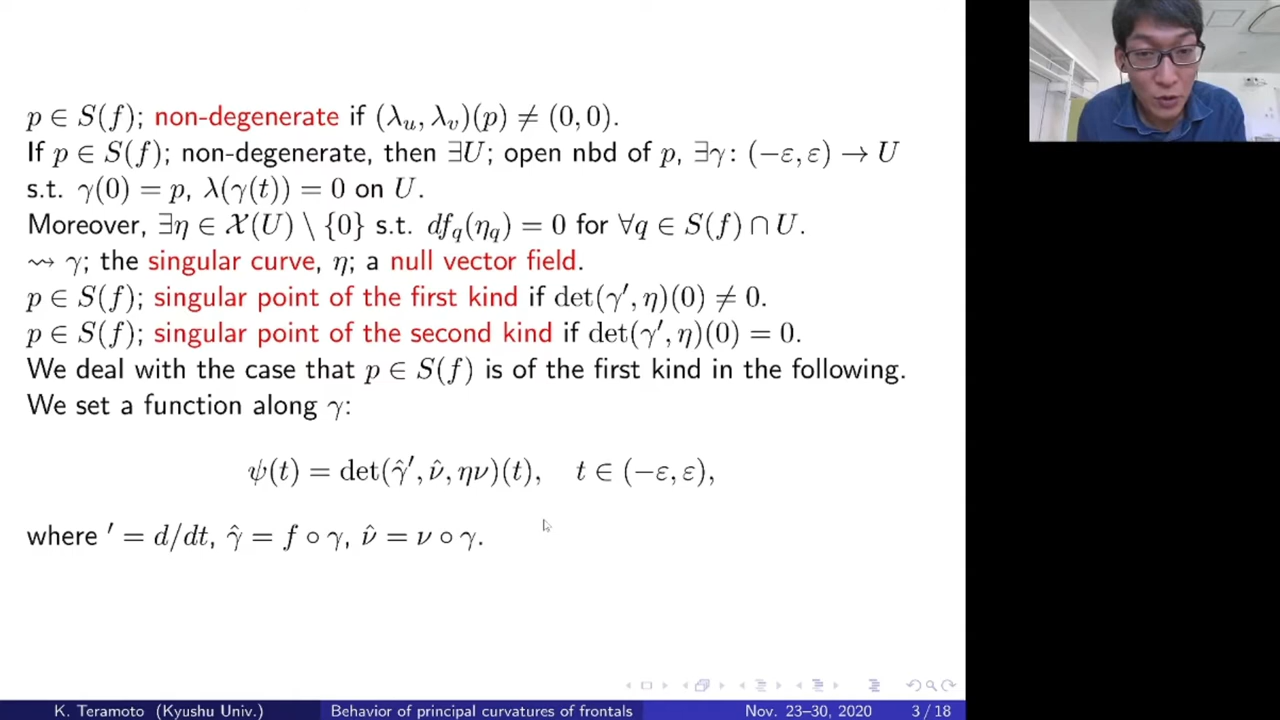 p ∈ S(f); non-degenerate if (λ_u, λ_v)(p) ≠ (0, 0).
If p ∈ S(f); non-degenerate, then ∃U; open nbd of p, ∃γ: (−ε, ε) → U
s.t. γ(0) = p, λ(γ(t)) = 0 on U.
Moreover, ∃η ∈ 𝒳(U) \ {0} s.t. df_q(η_q) = 0 for ∀q ∈ S(f) ∩ U.
⇝ γ; the singular curve, η; a null vector field.
p ∈ S(f); singular point of the first kind if det(γ′, η)(0) ≠ 0.
p ∈ S(f); singular point of the second kind if det(γ′, η)(0) = 0.
We deal with the case that p ∈ S(f) is of the first kind in the following.
We set a function along γ:
ψ(t) = det(γ̂′, ν̂, ην)(t), t ∈ (−ε, ε),
where ′ = d/dt, γ̂ = f ∘ γ, ν̂ = ν ∘ γ.
K. Teramoto (Kyushu Univ.) Behavior of principal curvatures of frontals Nov. 23–30, 2020 3 / 18